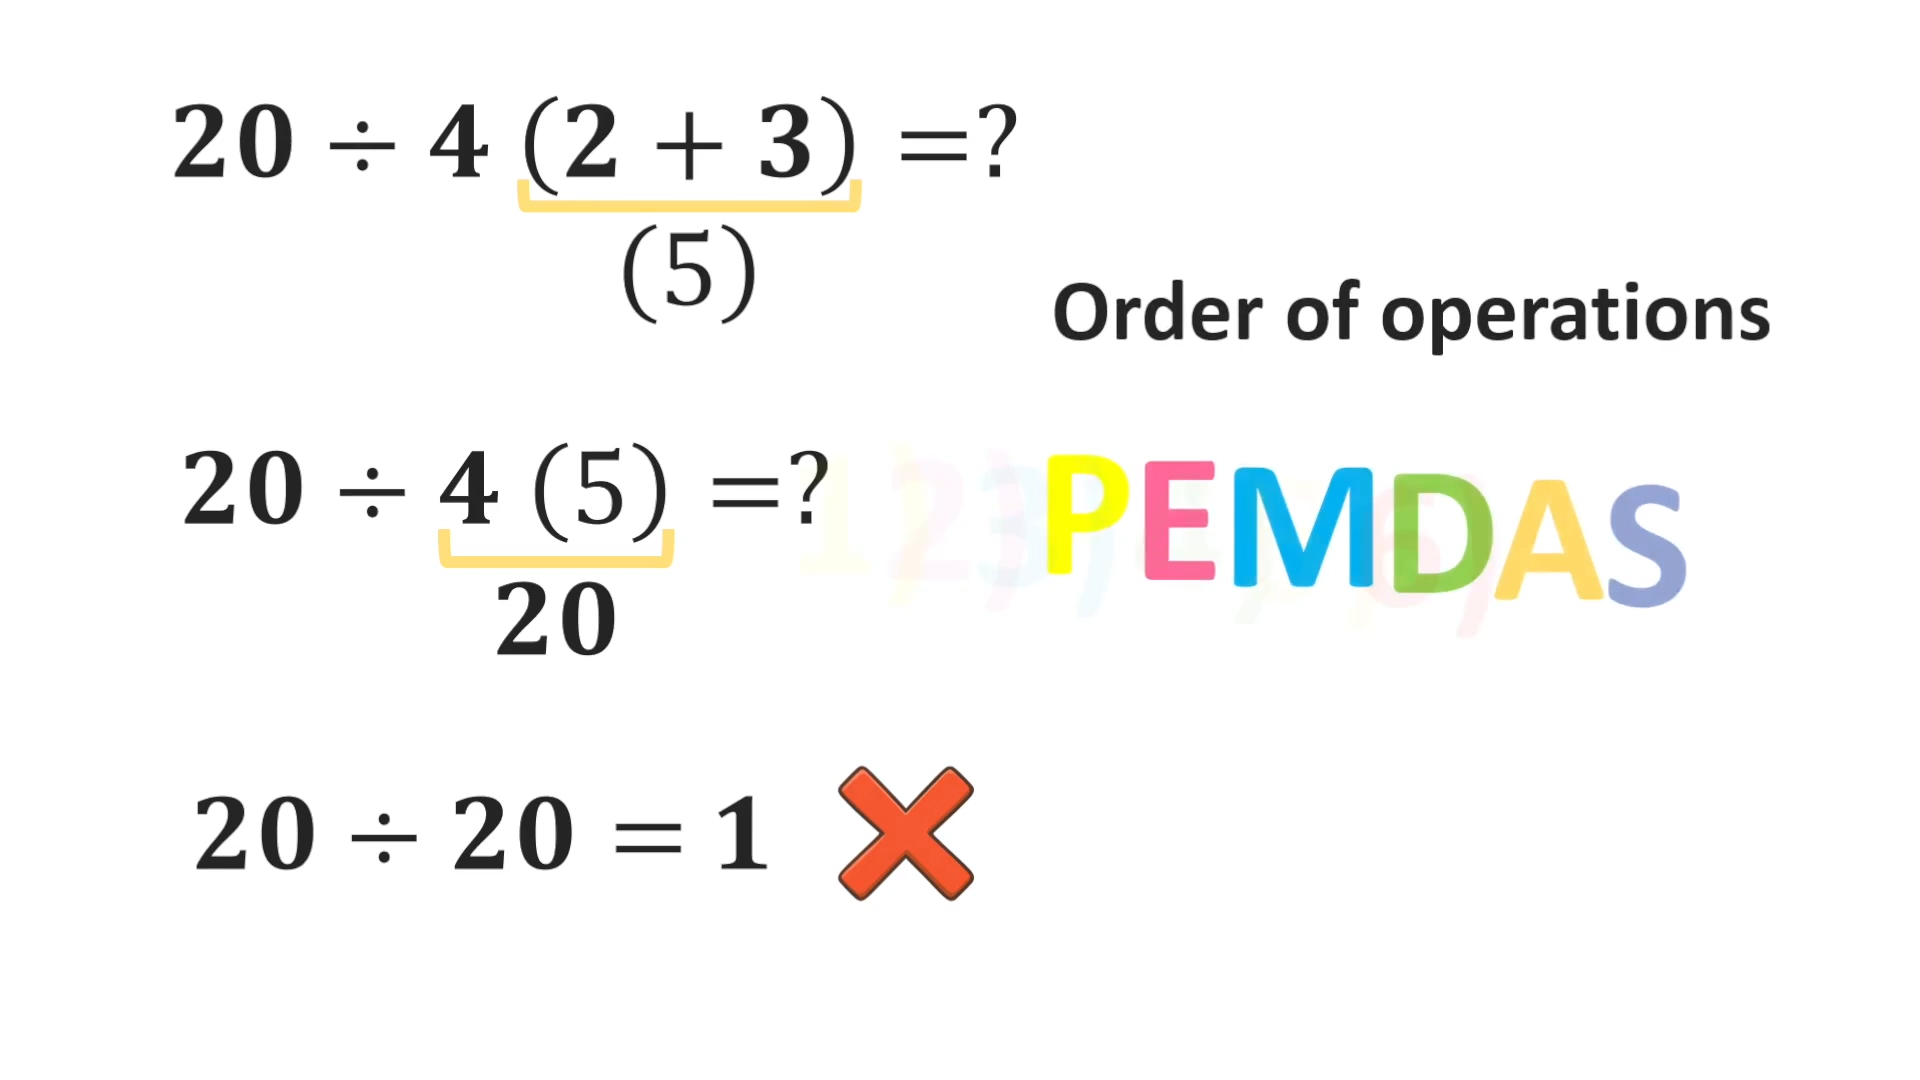 20 ÷ 4 (2 + 3) =?
(5)
Order of operations
20 ÷ 4 (5) =?
PEMDAS
20
20 ÷ 20 = 1